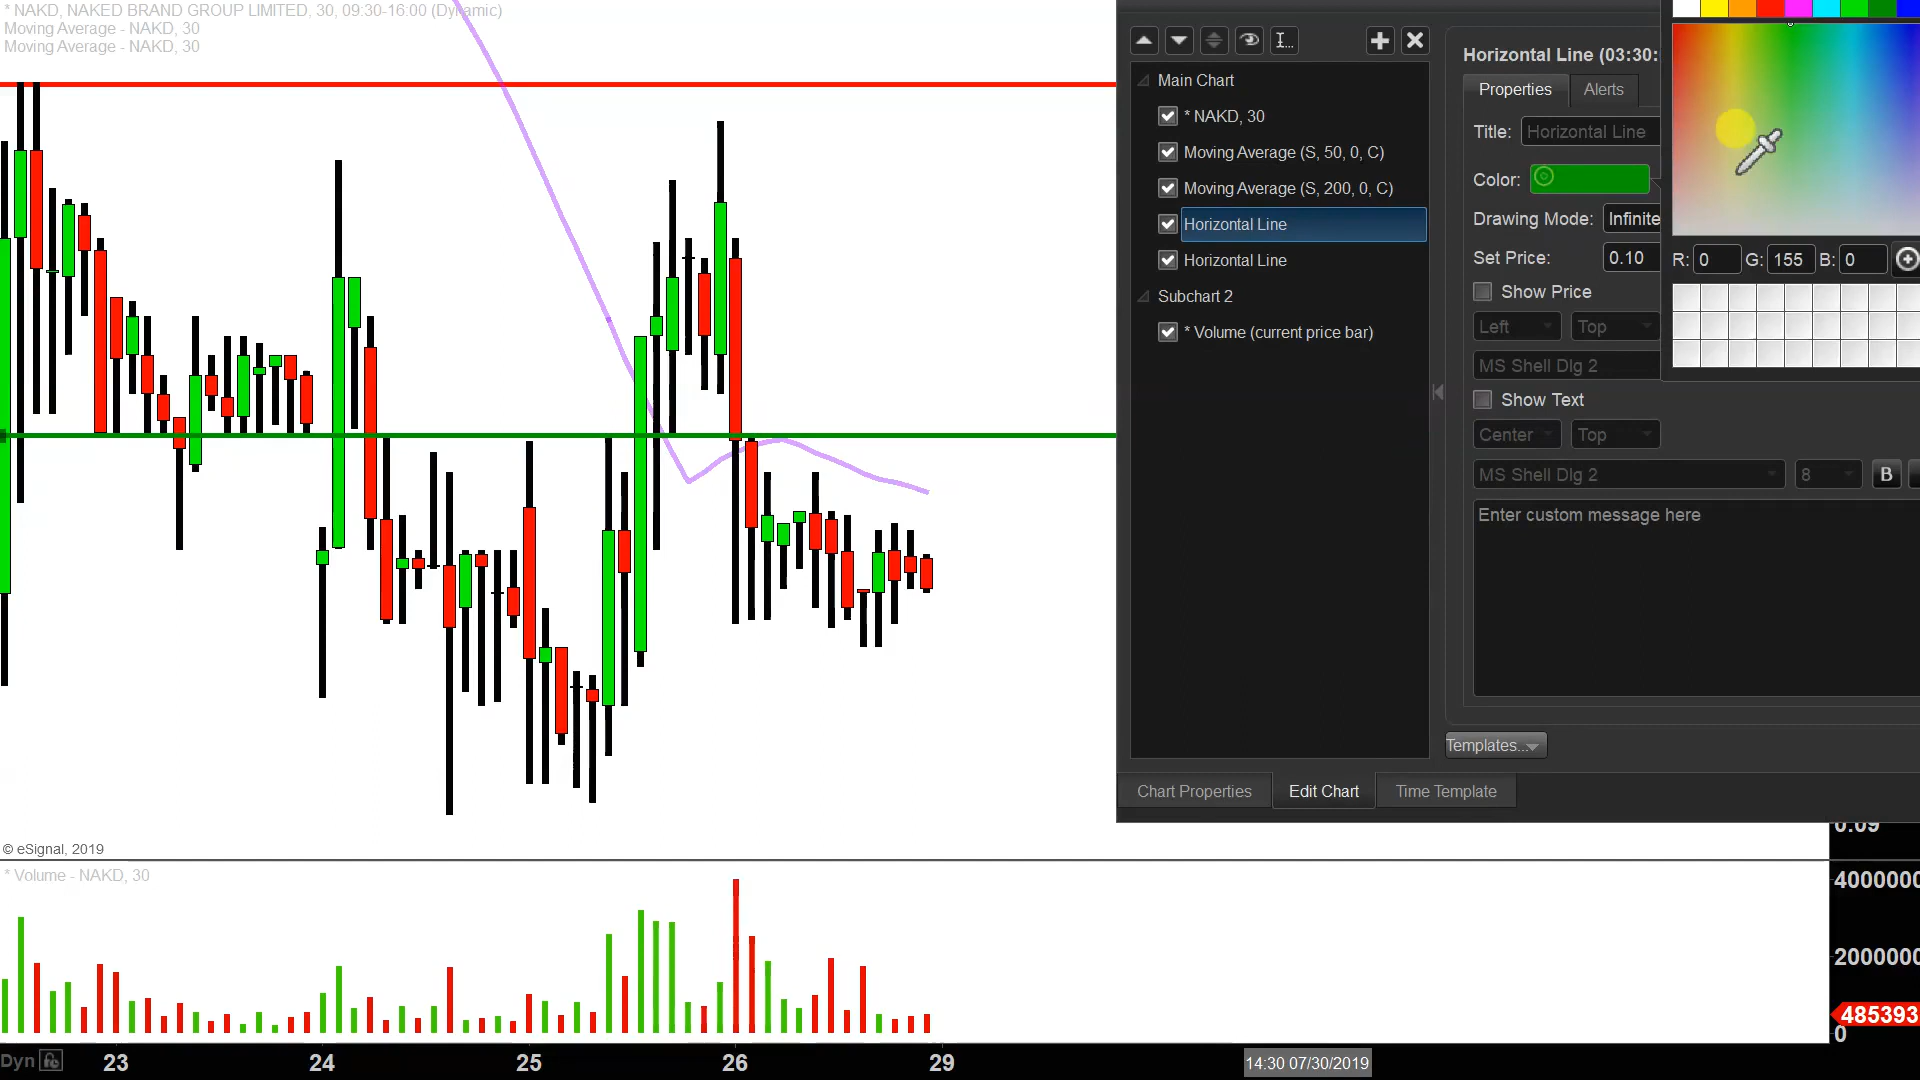 * NAKD, NAKED BRAND GROUP LIMITED, 30, 09:30-16:00 (Dynamic)
Moving Average - NAKD, 30
Moving Average - NAKD, 30
Main Chart
* NAKD, 30
Moving Average (S, 50, 0, C)
Moving Average (S, 200, 0, C)
Horizontal Line
Horizontal Line
Subchart 2
* Volume (current price bar)
Horizontal Line (03:30:
Properties Alerts
Title: Horizontal Line
Color:
Drawing Mode: Infinite
Set Price: 0.10
R: 0 G: 155 B: 0
Show Price
Left Top
MS Shell Dlg 2
Show Text
Center Top
MS Shell Dlg 2 8 B
Enter custom message here
Templates...
Chart Properties Edit Chart Time Template
0.09
© eSignal, 2019
* Volume - NAKD, 30
4000000
2000000
485393
0
Dyn 23 24 25 26 29 14:30 07/30/2019